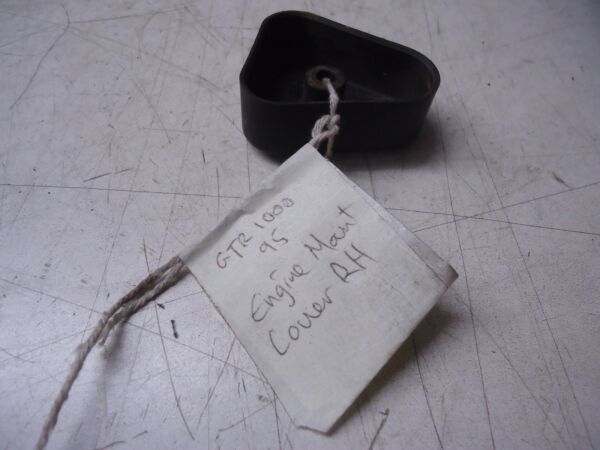 GTR 1000
95
Engine Mount
Cover RH